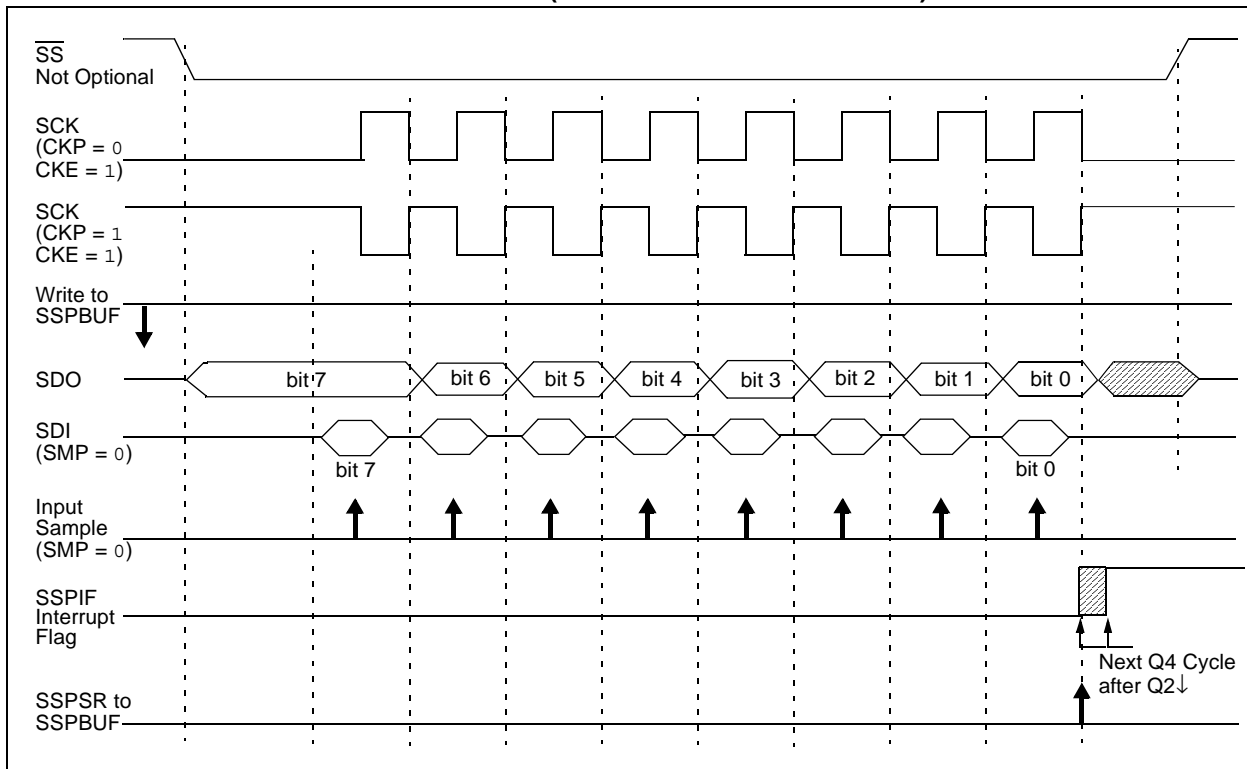 SS
Not Optional
SCK
(CKP = 0
CKE = 1)
SCK
(CKP = 1
CKE = 1)
Write to
SSPBUF
SDO
bit 7
bit 6
bit 5
bit 4
bit 3
bit 2
bit 1
bit 0
SDI
(SMP = 0)
bit 7
bit 0
Input
Sample
(SMP = 0)
SSPIF
Interrupt
Flag
Next Q4 Cycle
after Q2↓
SSPSR to
SSPBUF